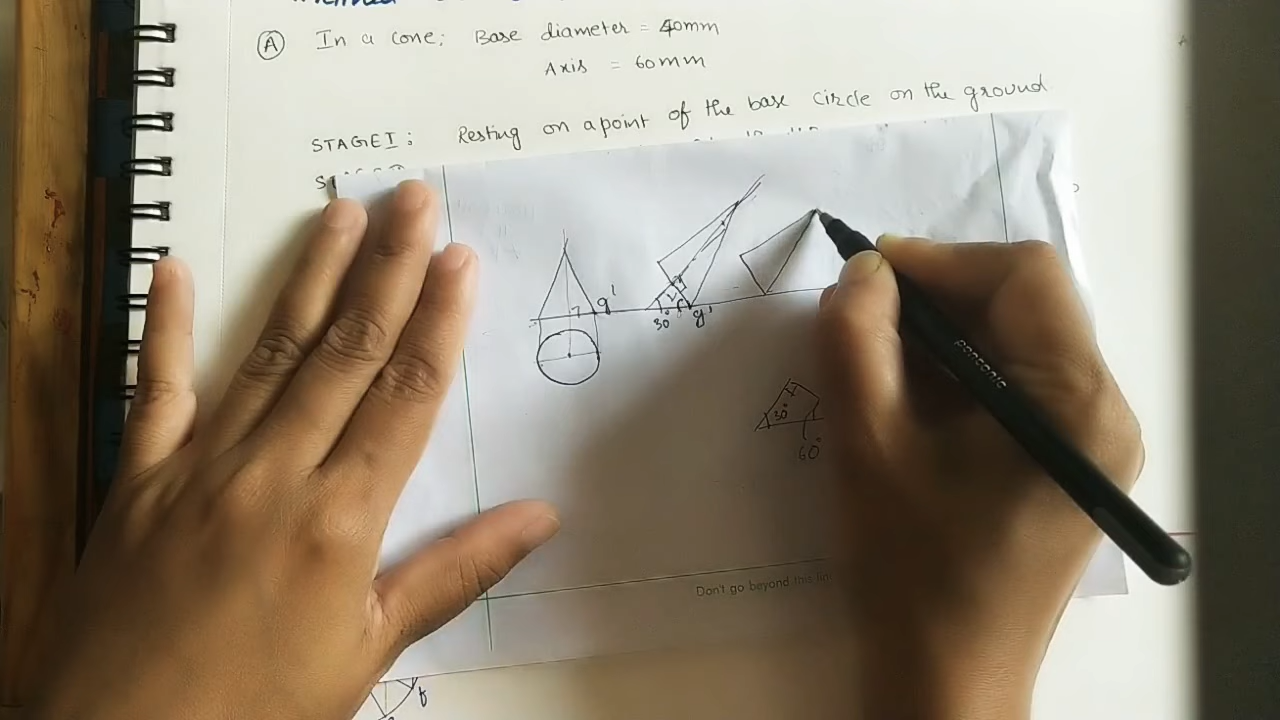 Ⓐ In a cone; Base diameter = 40mm
Axis = 60mm
STAGE I: Resting on a point of the base circle on the ground
g'
30°
g'
30°
60°
Panasonic
Don't go beyond this lin
f